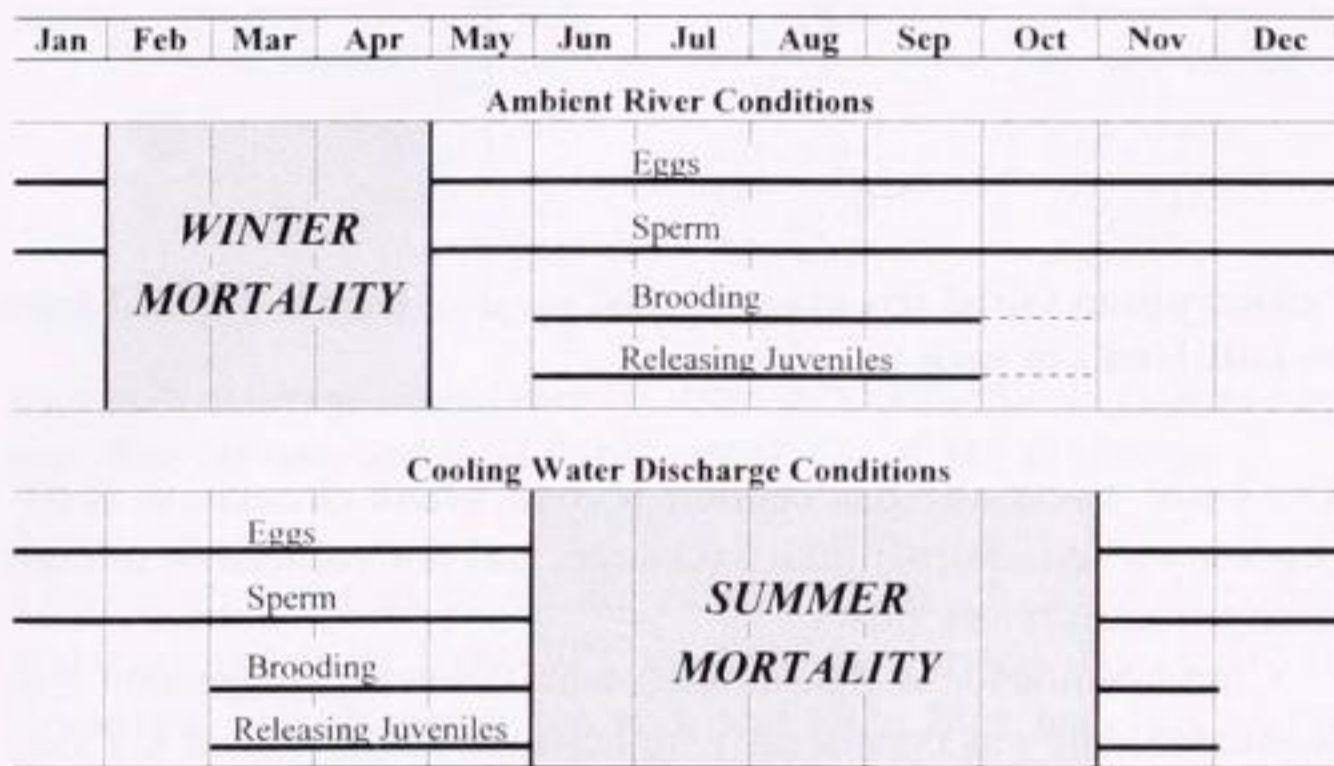 Jan Feb Mar Apr May Jun Jul Aug Sep Oct Nov Dec
Ambient River Conditions
Eggs
WINTER
Sperm
MORTALITY
Brooding
Releasing Juveniles
Cooling Water Discharge Conditions
Eggs
Sperm
SUMMER
Brooding
MORTALITY
Releasing Juveniles